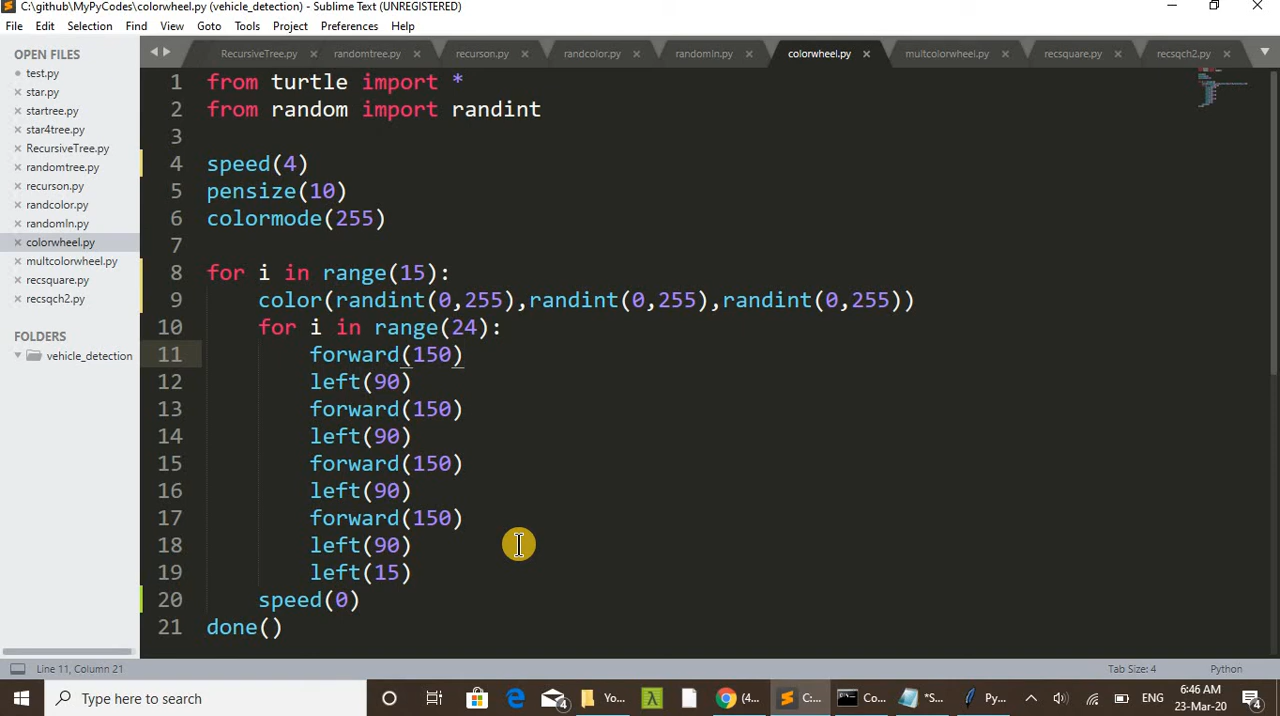 C:\github\MyPyCodes\colorwheel.py (vehicle_detection) - Sublime Text (UNREGISTERED)
File Edit Selection Find View Goto Tools Project Preferences Help
OPEN FILES
test.py
star.py
startree.py
star4tree.py
RecursiveTree.py
randomtree.py
recurson.py
randcolor.py
randomln.py
colorwheel.py
multcolorwheel.py
recsquare.py
recsqch2.py
FOLDERS
vehicle_detection
RecursiveTree.py randomtree.py recurson.py randcolor.py randomln.py colorwheel.py multcolorwheel.py recsquare.py recsqch2.py
1 from turtle import *
2 from random import randint
3
4 speed(4)
5 pensize(10)
6 colormode(255)
7
8 for i in range(15):
9 color(randint(0,255),randint(0,255),randint(0,255))
10 for i in range(24):
11 forward(150)
12 left(90)
13 forward(150)
14 left(90)
15 forward(150)
16 left(90)
17 forward(150)
18 left(90)
19 left(15)
20 speed(0)
21 done()
Line 11, Column 21 Tab Size: 4 Python
Type here to search 4 Yo... (4... C:... Co... *S... Py... ENG 6:46 AM 4
23-Mar-20